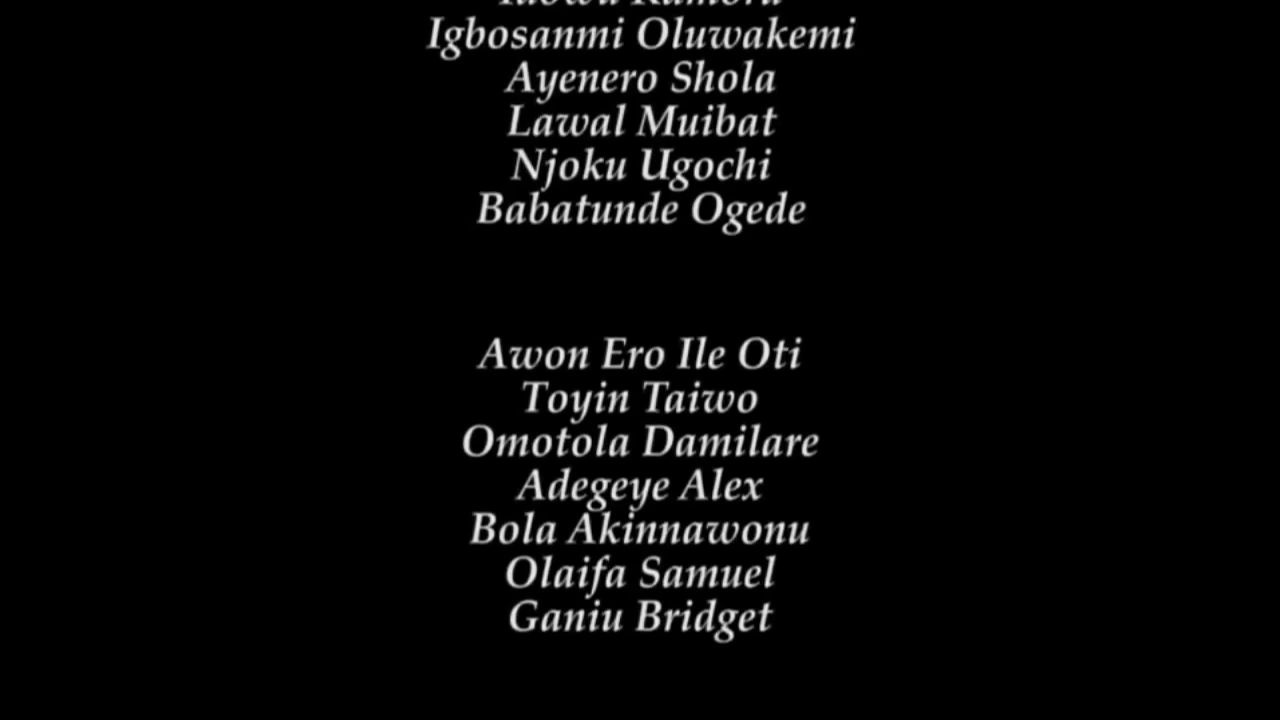 Igbosanmi Oluwakemi
Ayenero Shola
Lawal Muibat
Njoku Ugochi
Babatunde Ogede
Awon Ero Ile Oti
Toyin Taiwo
Omotola Damilare
Adegeye Alex
Bola Akinnawonu
Olaifa Samuel
Ganiu Bridget